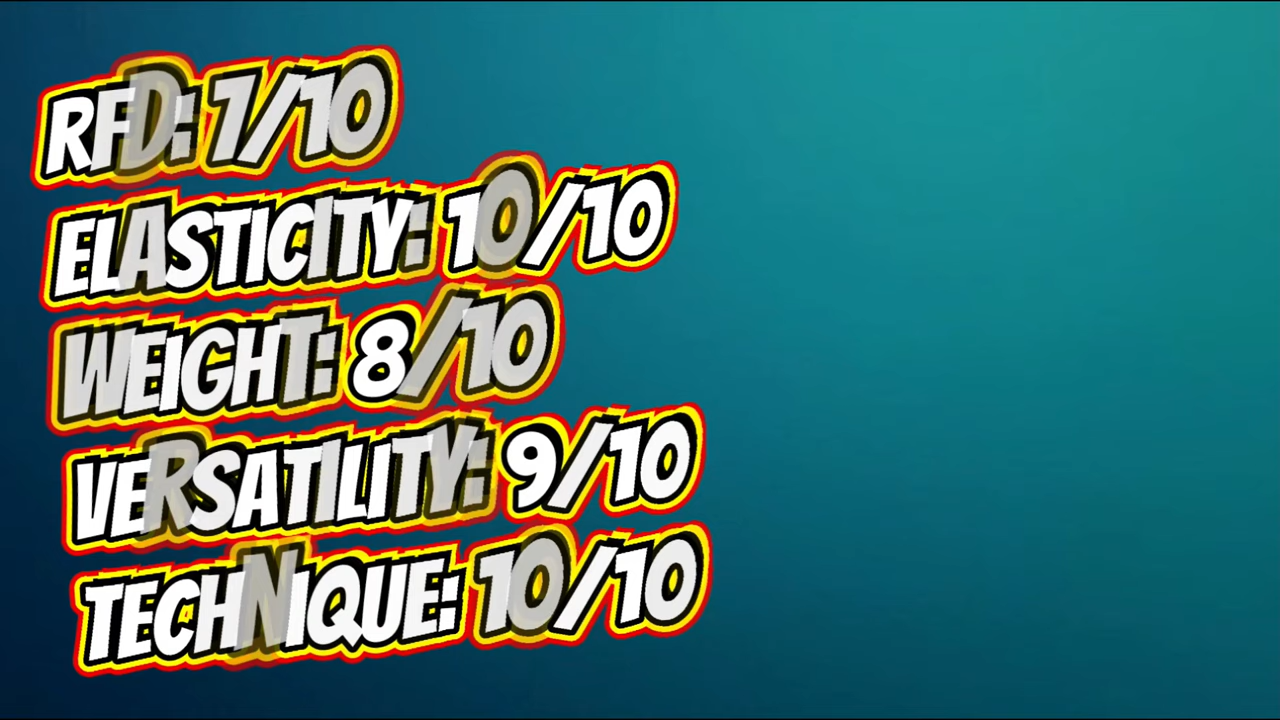 RFD: 7/10
ELASTICITY: 10/10
WEIGHT: 8/10
VERSATILITY: 9/10
TECHNIQUE: 10/10